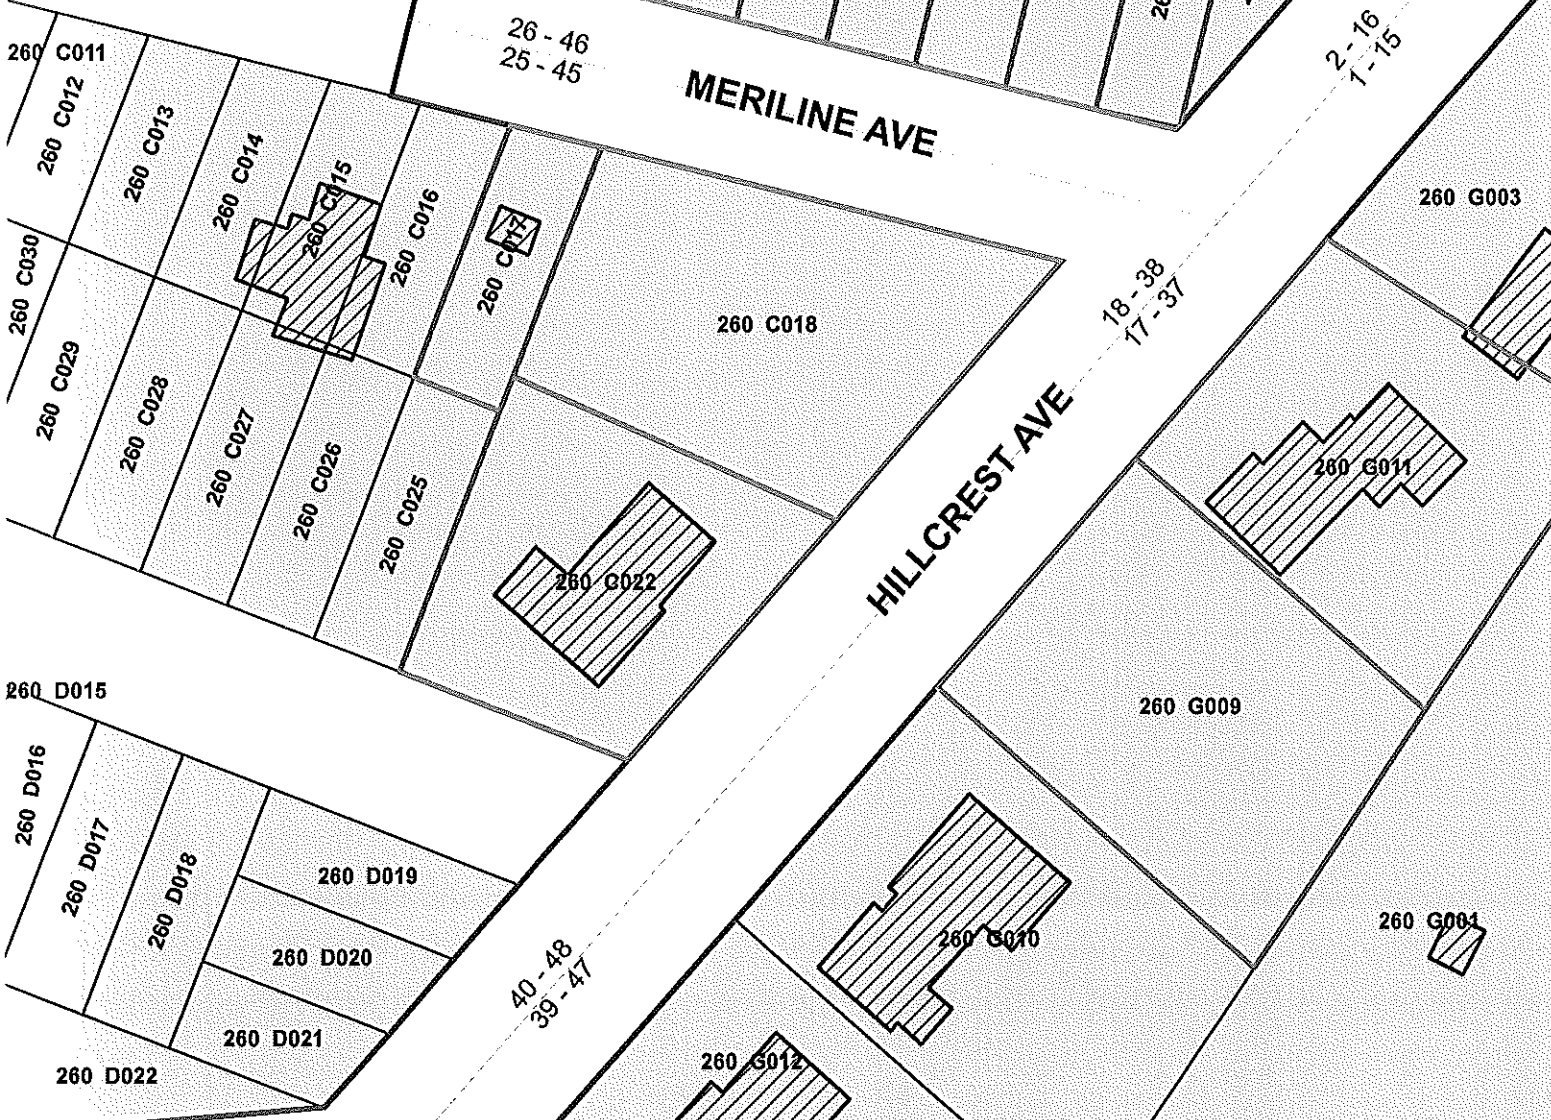 26 - 46
25 - 45
MERILINE AVE
2 - 16
1 - 15
260 C011
260 C012
260 C013
260 C014
260 C015
260 C016
260 C017
260 C018
260 G003
18 - 38
17 - 37
260 C030
260 C029
260 C028
260 C027
260 C026
260 C025
HILLCREST AVE
260 G011
260 C022
260 D015
260 G009
260 D016
260 D017
260 D018
260 D019
260 D020
260 D021
260 D022
260 G001
260 G010
40 - 48
39 - 47
260 G012